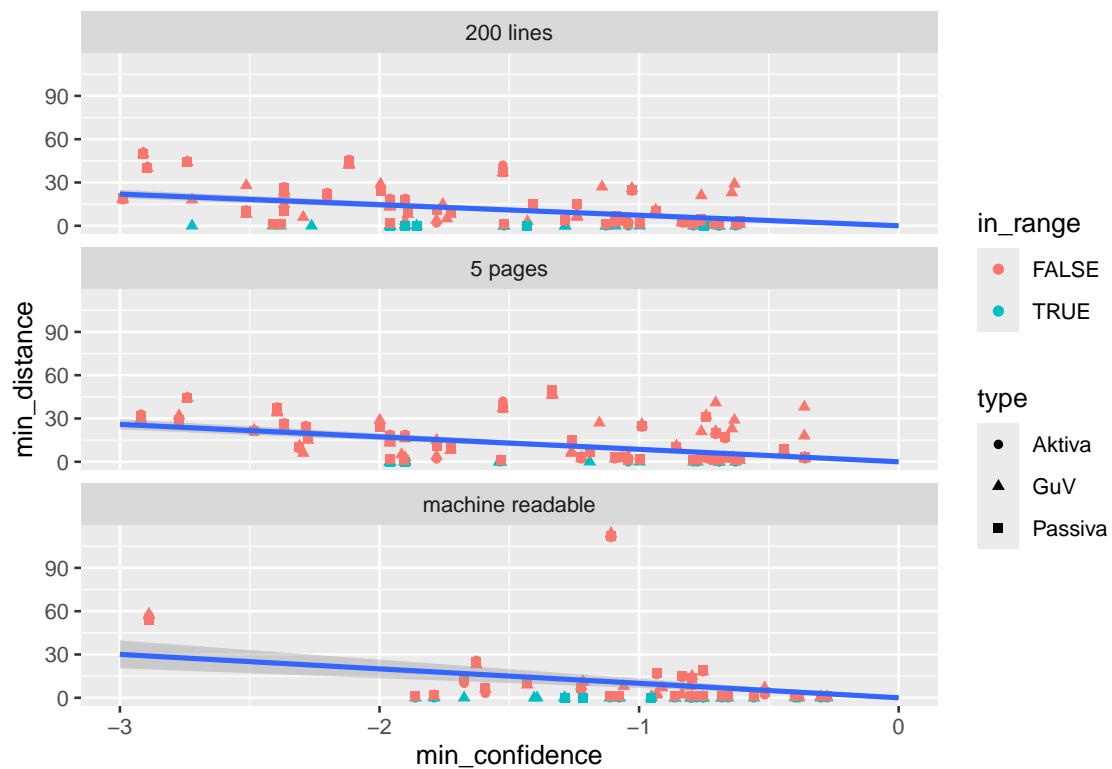 200 lines
90
60
30
0
5 pages
90
60
30
0
machine readable
90
60
30
0
−3
−2
−1
0
min_confidence
min_distance
in_range
FALSE
TRUE
type
Aktiva
GuV
Passiva